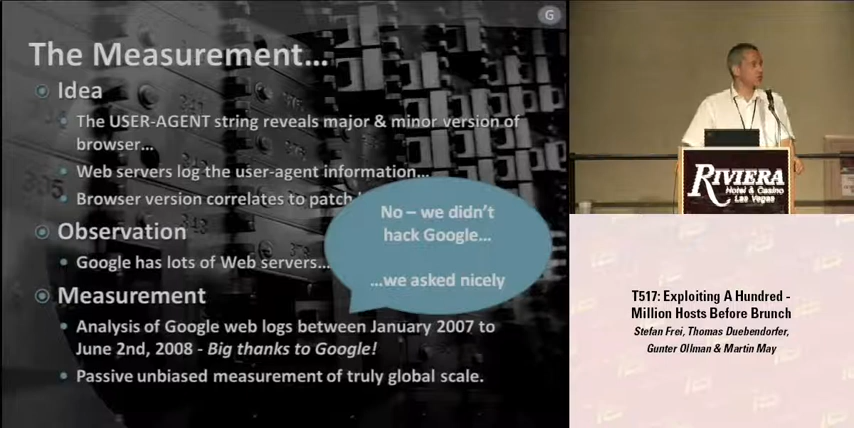 G
The Measurement...
Idea
The USER-AGENT string reveals major & minor version of
browser...
Web servers log the user-agent information...
Browser version correlates to patch
No – we didn't
hack Google...
...we asked nicely
Observation
Google has lots of Web servers...
Measurement
Analysis of Google web logs between January 2007 to
June 2nd, 2008 - Big thanks to Google!
Passive unbiased measurement of truly global scale.
RIVIERA
Hotel & Casino
Las Vegas
T517: Exploiting A Hundred -
Million Hosts Before Brunch
Stefan Frei, Thomas Duebendorfer,
Gunter Ollman & Martin May